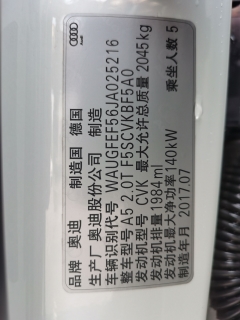 Audi
品牌 奥迪 制造国 德国
生产厂 奥迪股份公司 制造
车辆识别代号 WAUGFEF56JA025216
整车型号 A5 2.0T F5SCVKBF5A0
发动机型号 CVK 最大允许总质量 2045kg
发动机排量 1984ml
发动机最大净功率 140kW
制造年月 2017.07 乘坐人数 5